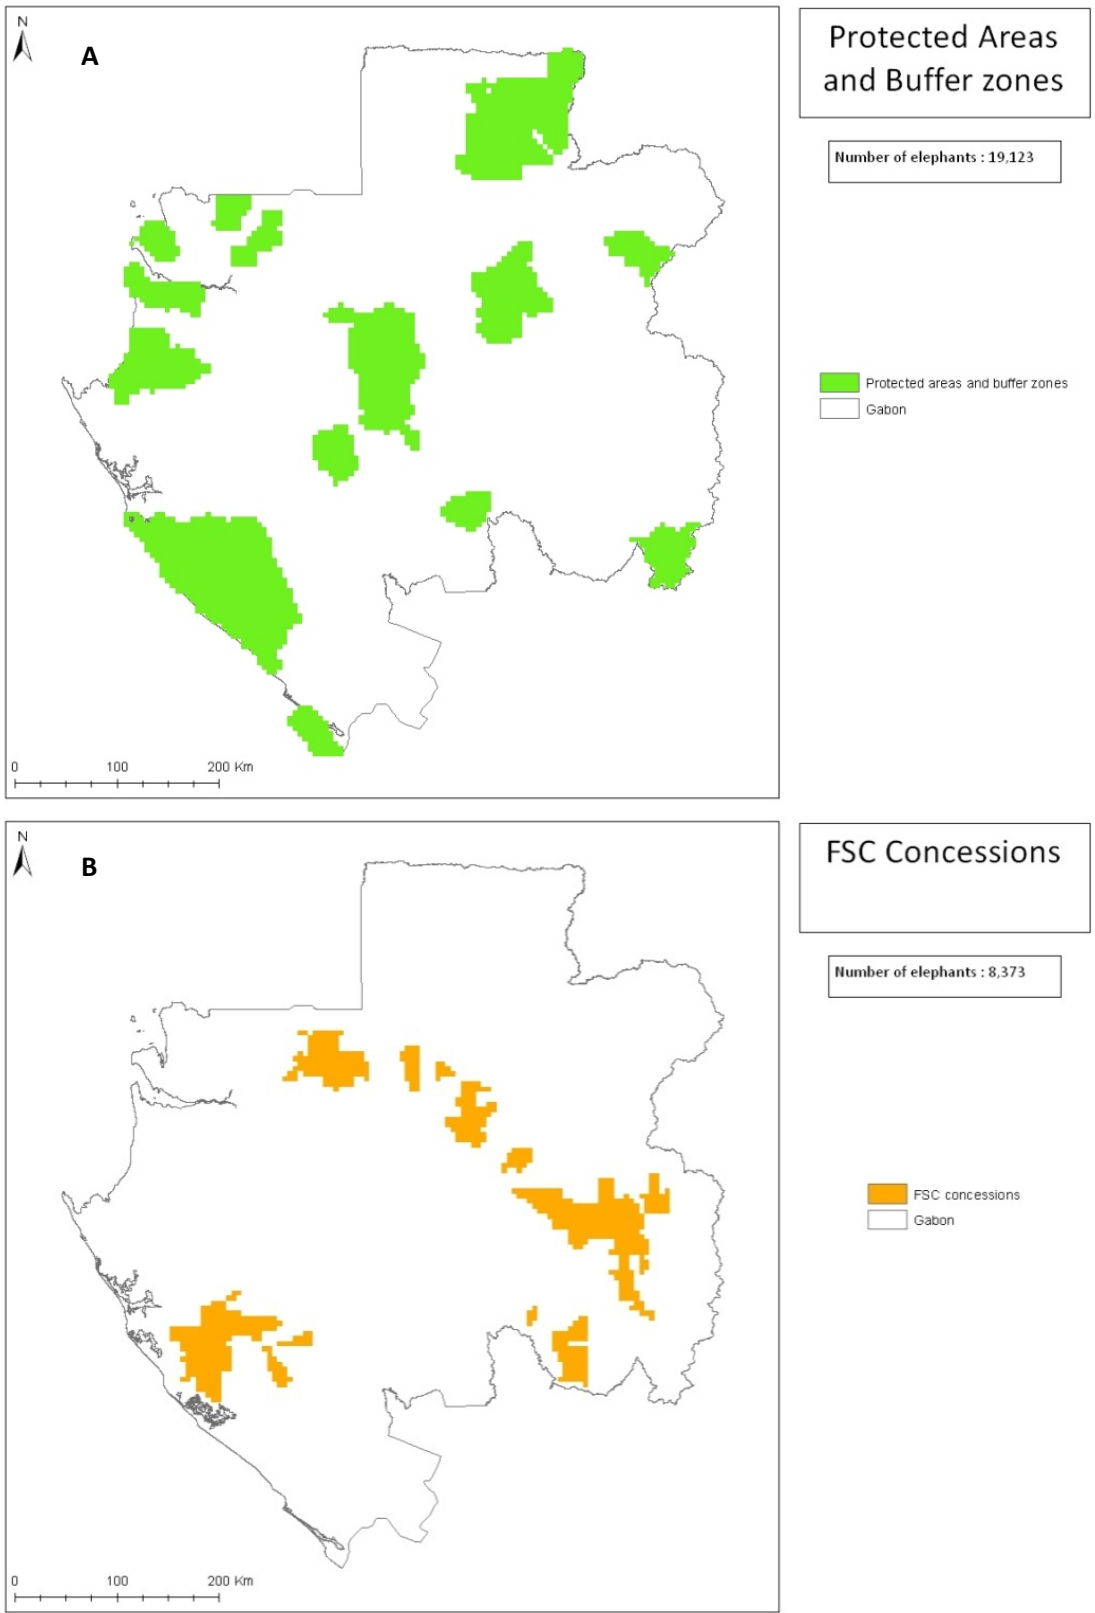 N
A
Protected Areas
and Buffer zones
Number of elephants : 19,123
Protected areas and buffer zones
Gabon
0 100 200 Km
N
B
FSC Concessions
Number of elephants : 8,373
FSC concessions
Gabon
0 100 200 Km